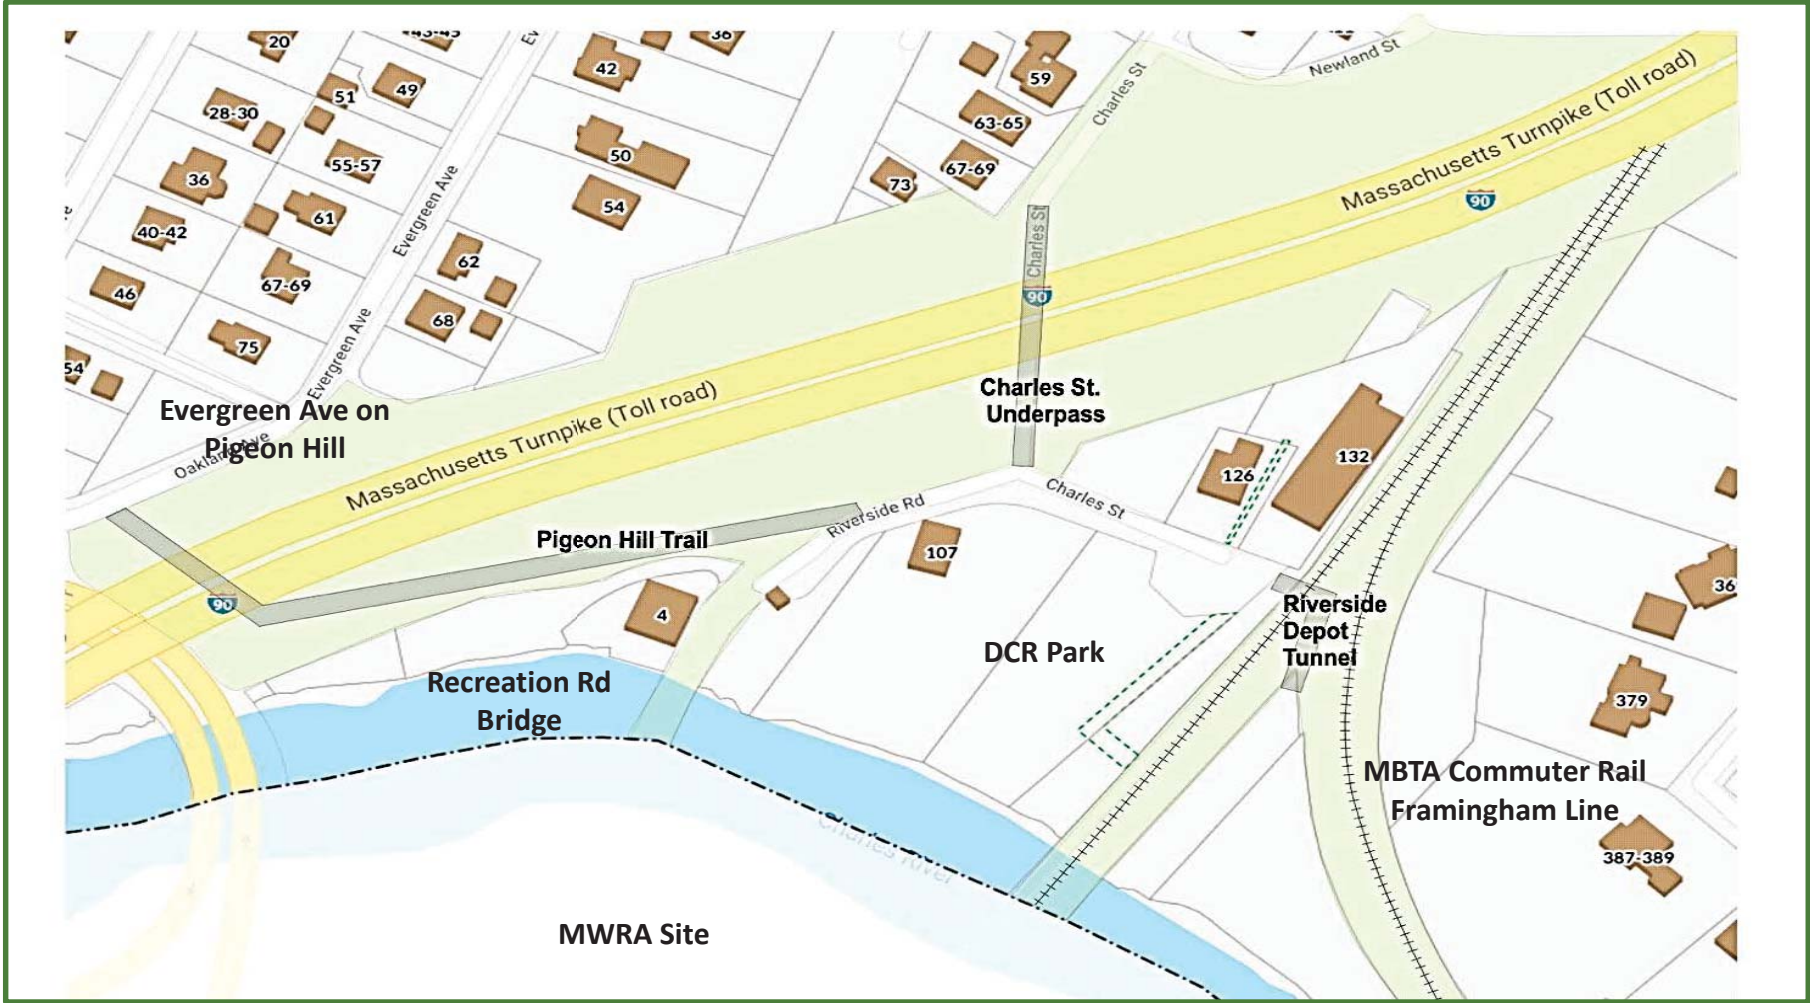 20
43-45
Ev
42
36
59
Newland St
Massachusetts Turnpike (Toll road)
51
49
28-30
Charles St
63-65
50
55-57
67-69
36
73
54
61
Evergreen Ave
90
40-42
Charles St
62
67-69
46
90
68
75
Evergreen Ave
54
Charles St.
Underpass
Massachusetts Turnpike (Toll road)
Evergreen Ave on
Pigeon Hill
Oakland Ave
132
126
Charles St
Riverside Rd
Pigeon Hill Trail
107
36
90
4
Riverside
Depot
Tunnel
DCR Park
Recreation Rd
Bridge
379
MBTA Commuter Rail
Framingham Line
Charles River
387-389
MWRA Site